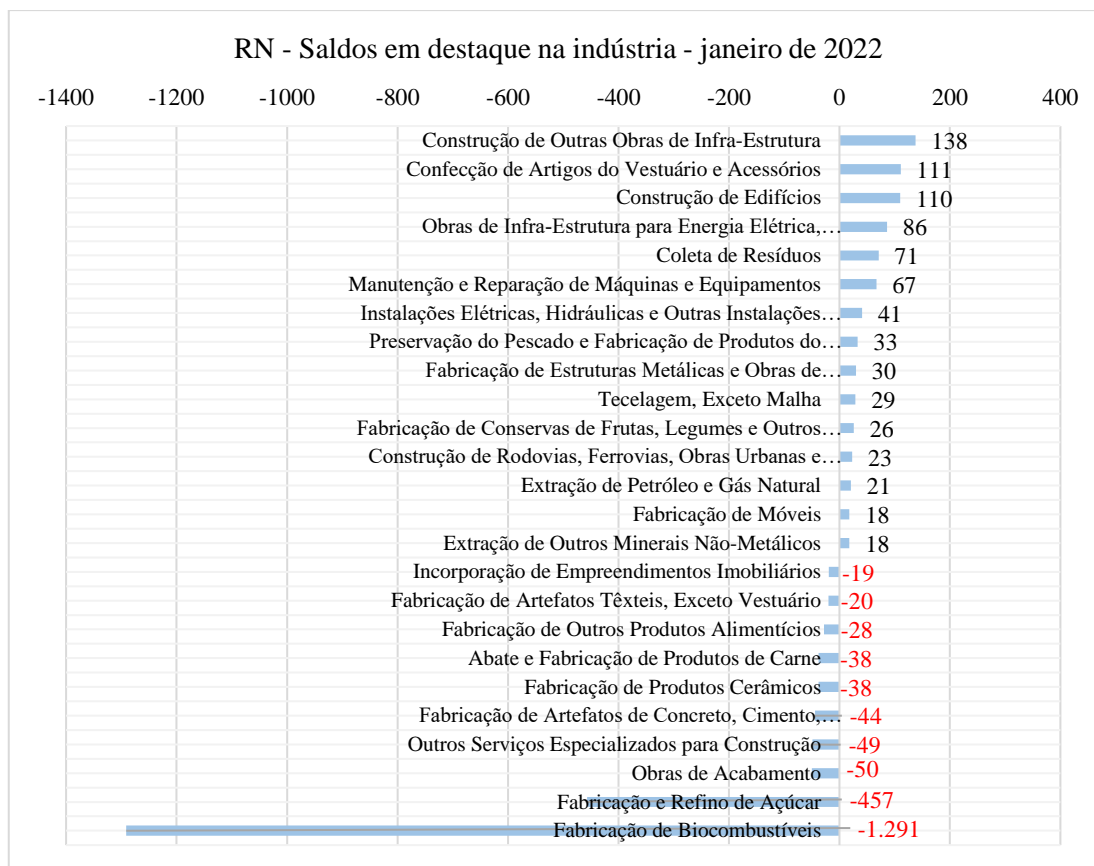 RN - Saldos em destaque na indústria - janeiro de 2022
-1400 -1200 -1000 -800 -600 -400 -200 0 200 400
Construção de Outras Obras de Infra-Estrutura 138
Confecção de Artigos do Vestuário e Acessórios 111
Construção de Edifícios 110
Obras de Infra-Estrutura para Energia Elétrica,… 86
Coleta de Resíduos 71
Manutenção e Reparação de Máquinas e Equipamentos 67
Instalações Elétricas, Hidráulicas e Outras Instalações… 41
Preservação do Pescado e Fabricação de Produtos do… 33
Fabricação de Estruturas Metálicas e Obras de… 30
Tecelagem, Exceto Malha 29
Fabricação de Conservas de Frutas, Legumes e Outros… 26
Construção de Rodovias, Ferrovias, Obras Urbanas e… 23
Extração de Petróleo e Gás Natural 21
Fabricação de Móveis 18
Extração de Outros Minerais Não-Metálicos 18
Incorporação de Empreendimentos Imobiliários -19
Fabricação de Artefatos Têxteis, Exceto Vestuário -20
Fabricação de Outros Produtos Alimentícios -28
Abate e Fabricação de Produtos de Carne -38
Fabricação de Produtos Cerâmicos -38
Fabricação de Artefatos de Concreto, Cimento,… -44
Outros Serviços Especializados para Construção -49
Obras de Acabamento -50
Fabricação e Refino de Açúcar -457
Fabricação de Biocombustíveis -1.291